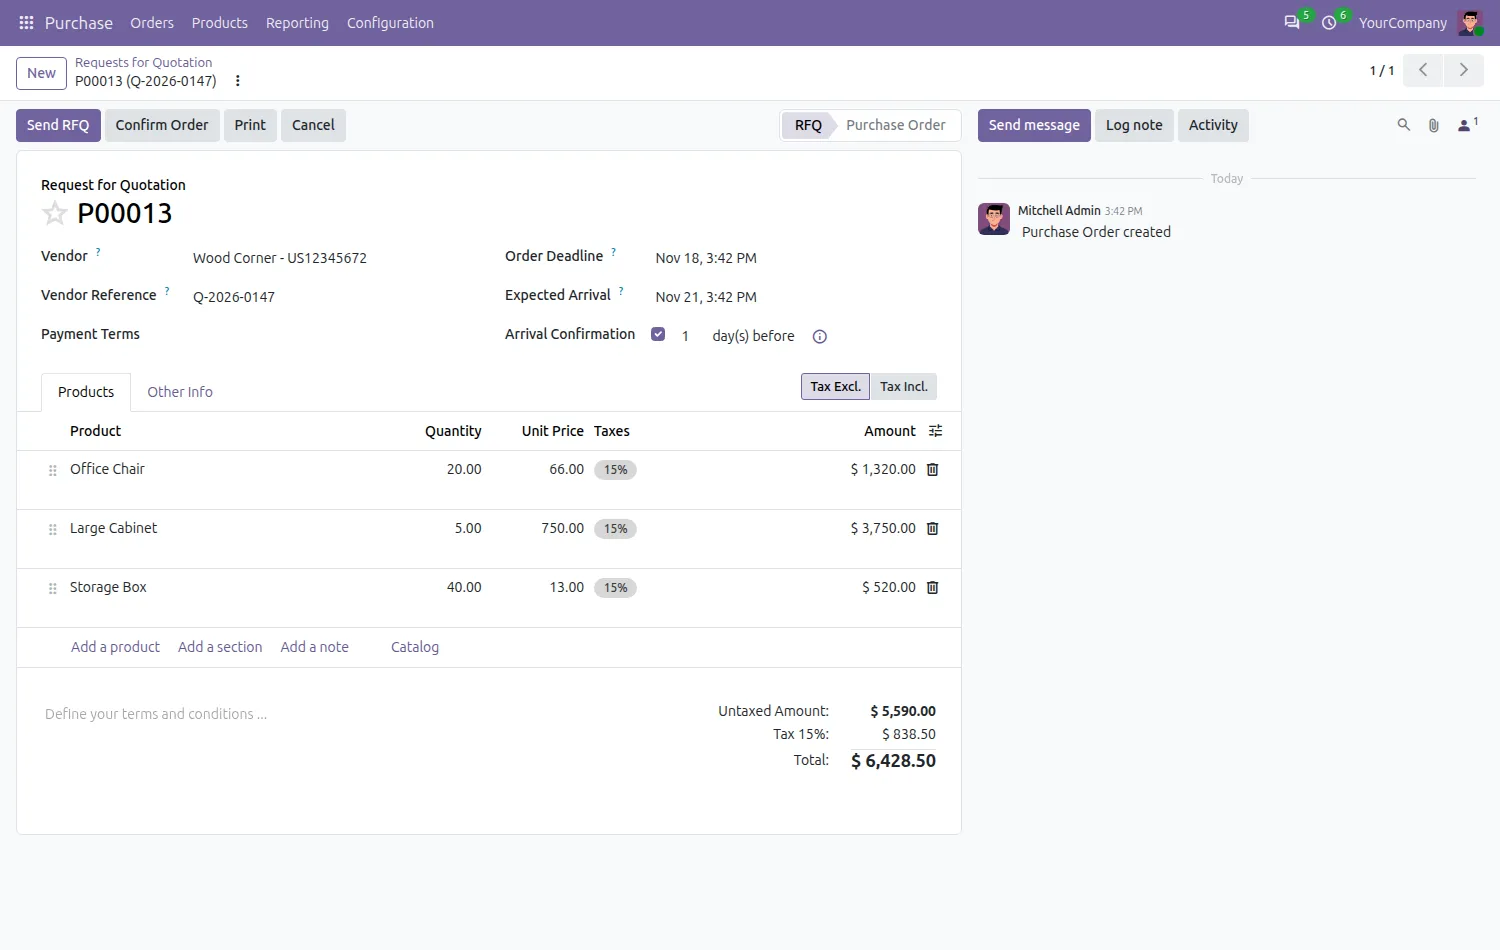 Purchase Orders Products Reporting Configuration 5 6 YourCompany
New Requests for Quotation
P00013 (Q-2026-0147) 1 / 1
Send RFQ Confirm Order Print Cancel RFQ Purchase Order Send message Log note Activity 1
Today
Request for Quotation
P00013
Mitchell Admin 3:42 PM
Purchase Order created
Vendor ? Wood Corner - US12345672 Order Deadline ? Nov 18, 3:42 PM
Vendor Reference ? Q-2026-0147 Expected Arrival ? Nov 21, 3:42 PM
Payment Terms Arrival Confirmation 1 day(s) before
Products Other Info Tax Excl. Tax Incl.
Product Quantity Unit Price Taxes Amount
Office Chair 20.00 66.00 15% $ 1,320.00
Large Cabinet 5.00 750.00 15% $ 3,750.00
Storage Box 40.00 13.00 15% $ 520.00
Add a product Add a section Add a note Catalog
Define your terms and conditions ... Untaxed Amount: $ 5,590.00
Tax 15%: $ 838.50
Total: $ 6,428.50